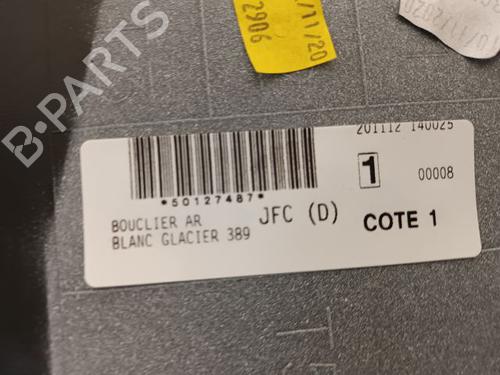 /11/20
2906
B-PARTS
201112 140025
*50127487*
1
00008
BOUCLIER AR
JFC (D)
BLANC GLACIER 389
COTE 1